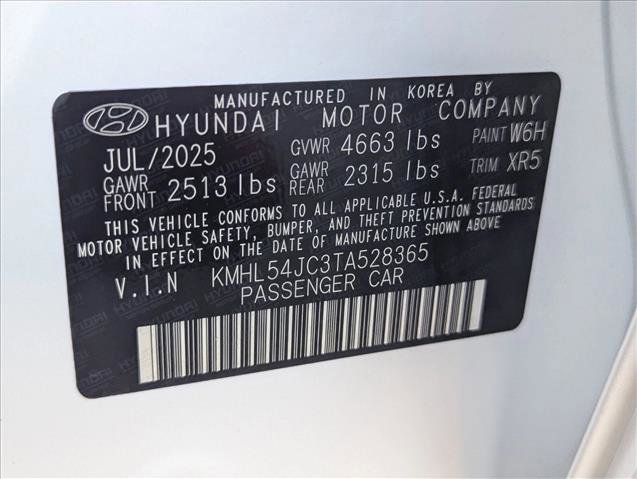 MANUFACTURED IN KOREA BY
HYUNDAI MOTOR COMPANY
JUL/2025 GVWR 4663 lbs PAINT W6H
GAWR FRONT 2513 lbs GAWR REAR 2315 lbs TRIM XR5
THIS VEHICLE CONFORMS TO ALL APPLICABLE U.S.A. FEDERAL
MOTOR VEHICLE SAFETY, BUMPER, AND THEFT PREVENTION STANDARDS
IN EFFECT ON THE DATE OF MANUFACTURE SHOWN ABOVE
V.I.N KMHL54JC3TA528365
PASSENGER CAR